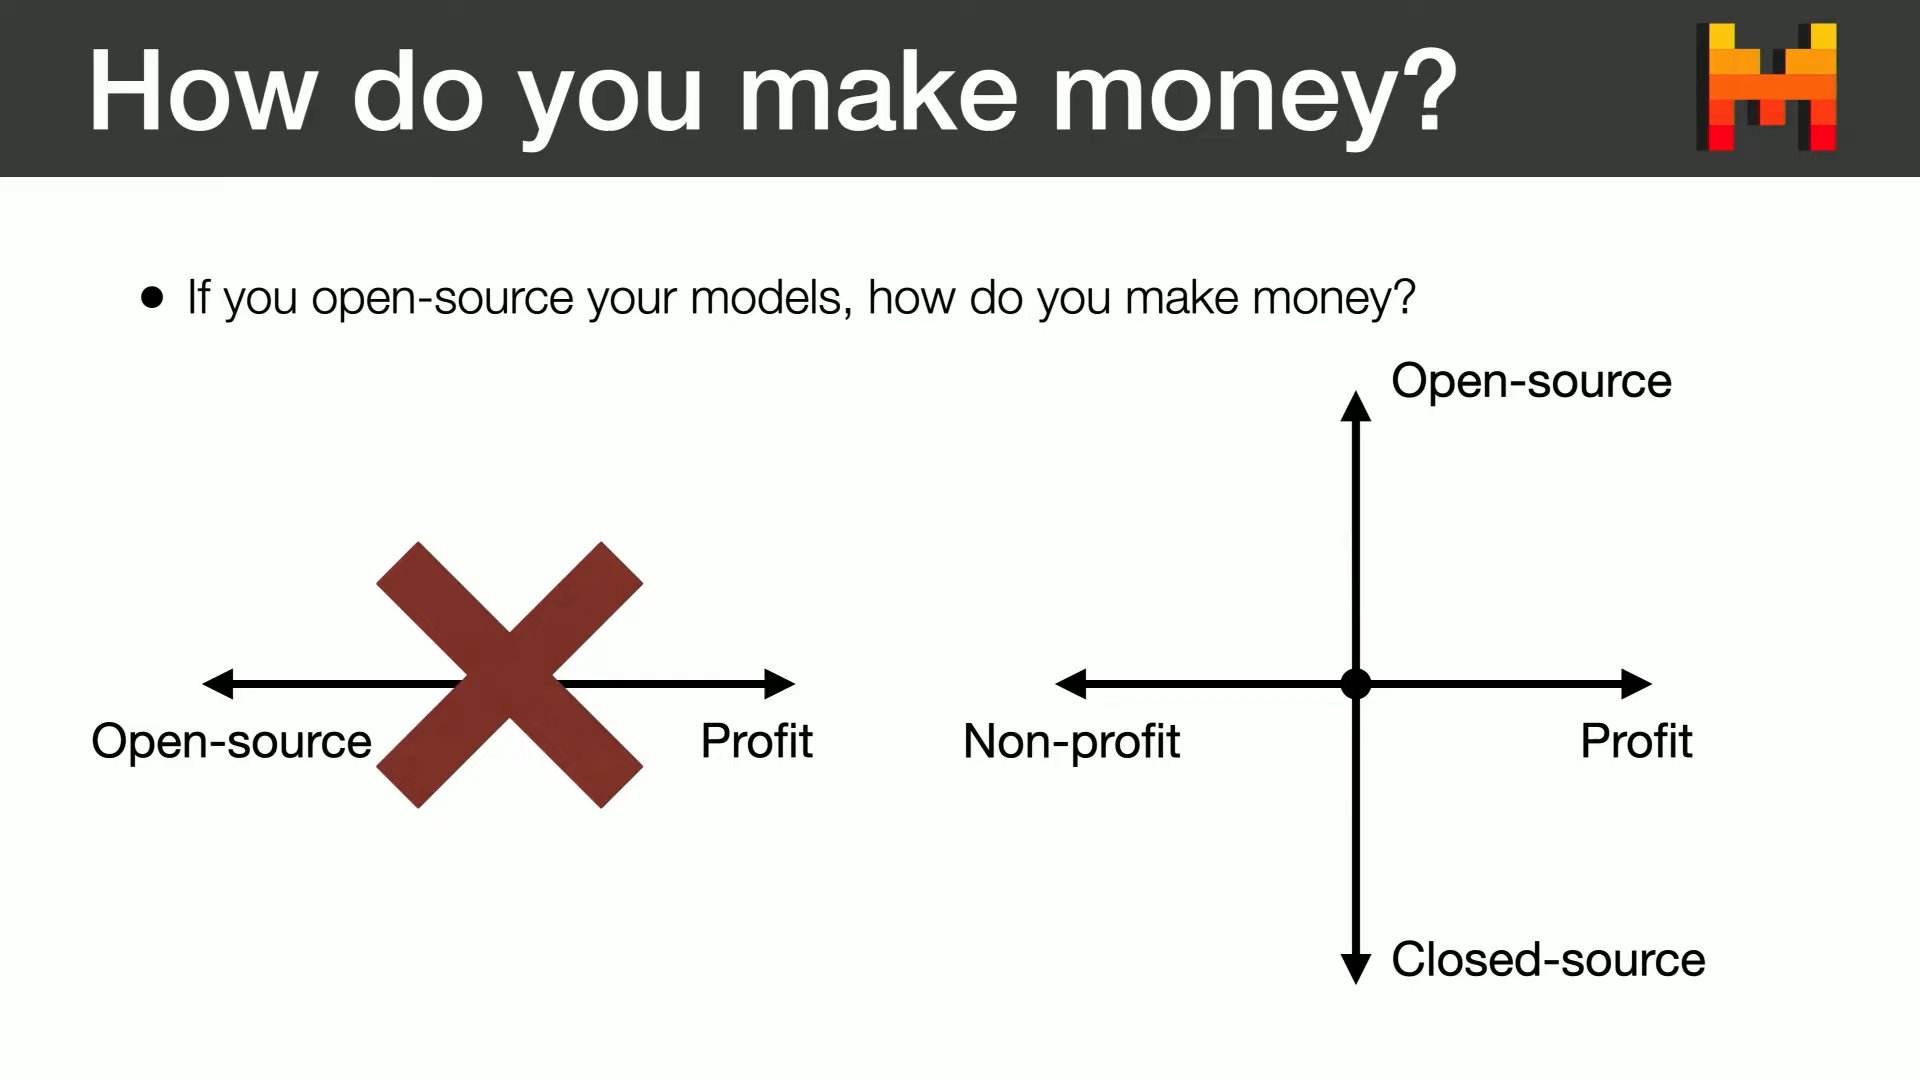 How do you make money?
● If you open-source your models, how do you make money?
Open-source
Open-source
Profit
Non-profit
Profit
Closed-source